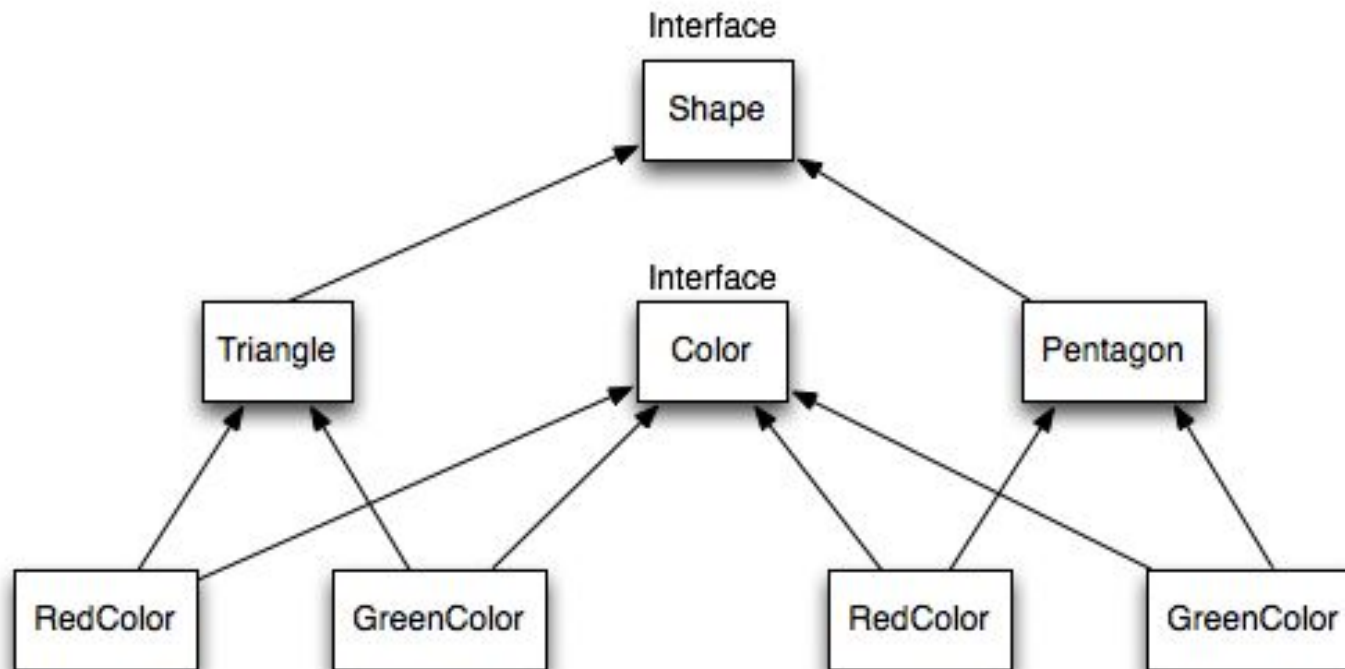 Interface
Shape
Interface
Triangle
Color
Pentagon
RedColor
GreenColor
RedColor
GreenColor